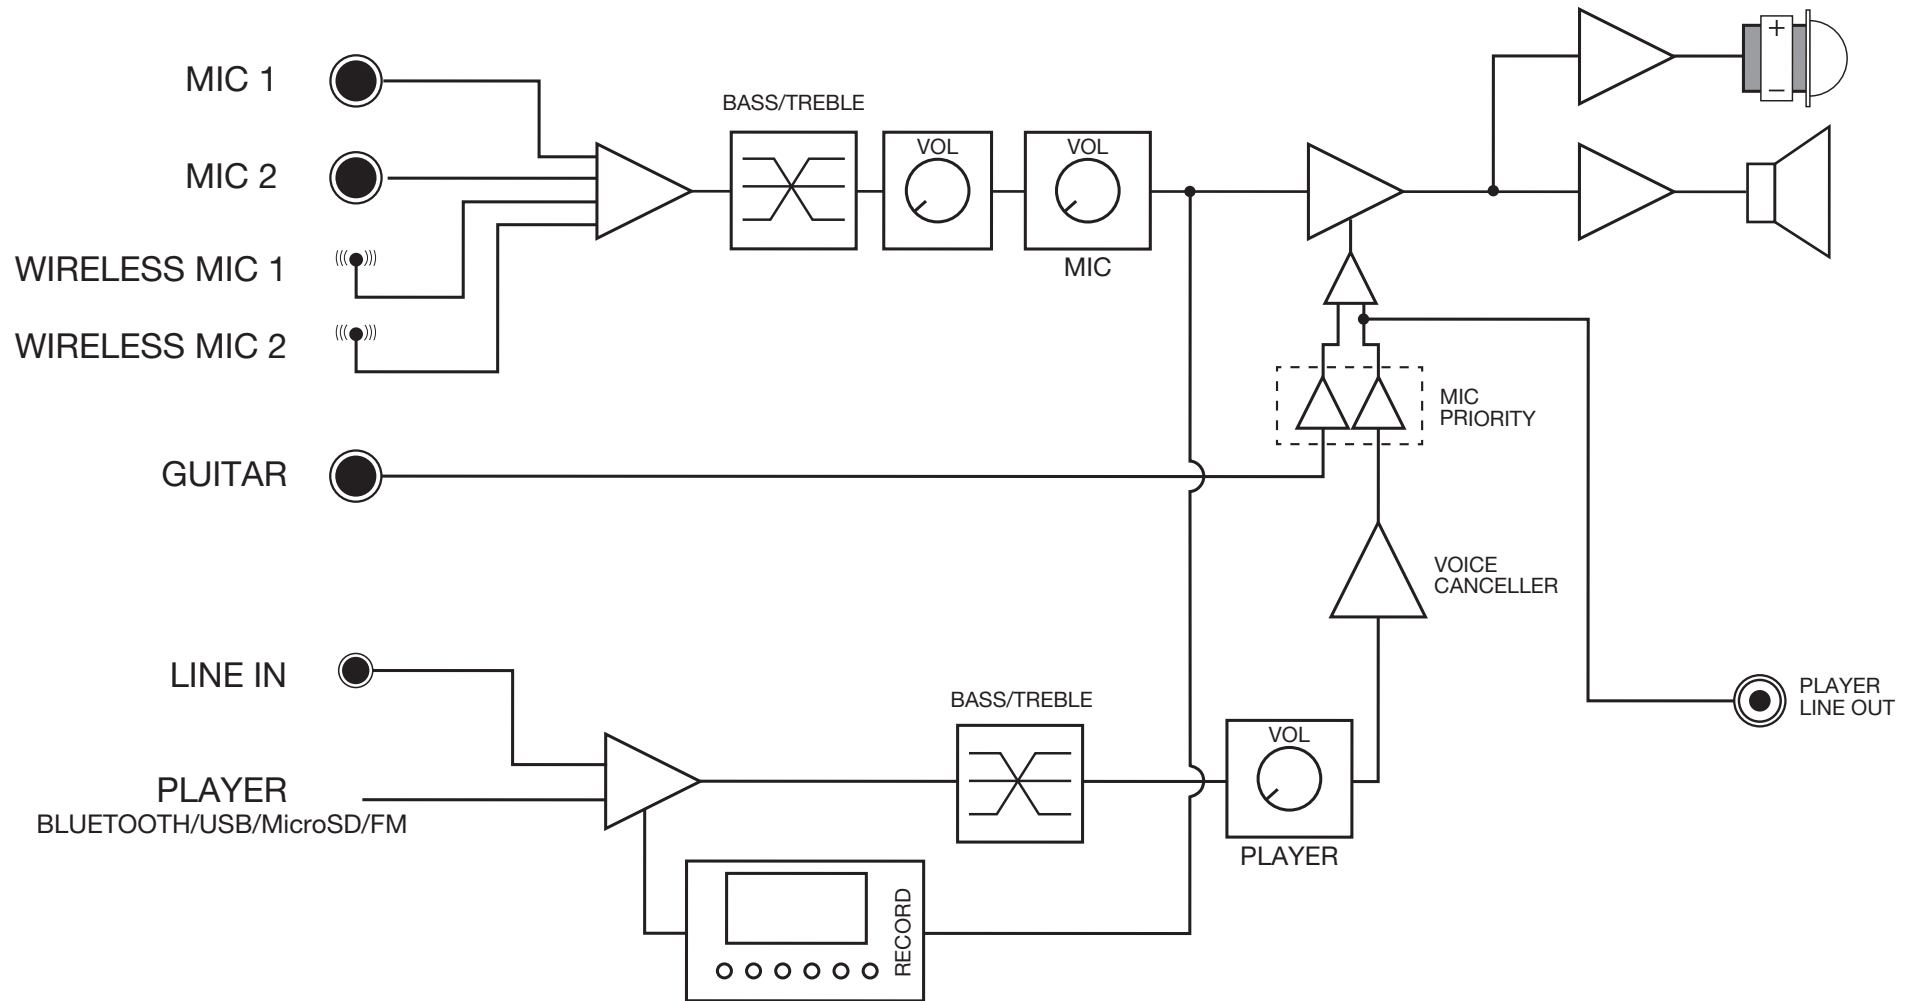 MIC 1
BASS/TREBLE
MIC 2
VOL
VOL
WIRELESS MIC 1
MIC
WIRELESS MIC 2
MIC
PRIORITY
GUITAR
VOICE
CANCELLER
LINE IN
BASS/TREBLE
PLAYER
LINE OUT
VOL
PLAYER
BLUETOOTH/USB/MicroSD/FM
PLAYER
RECORD
+
−